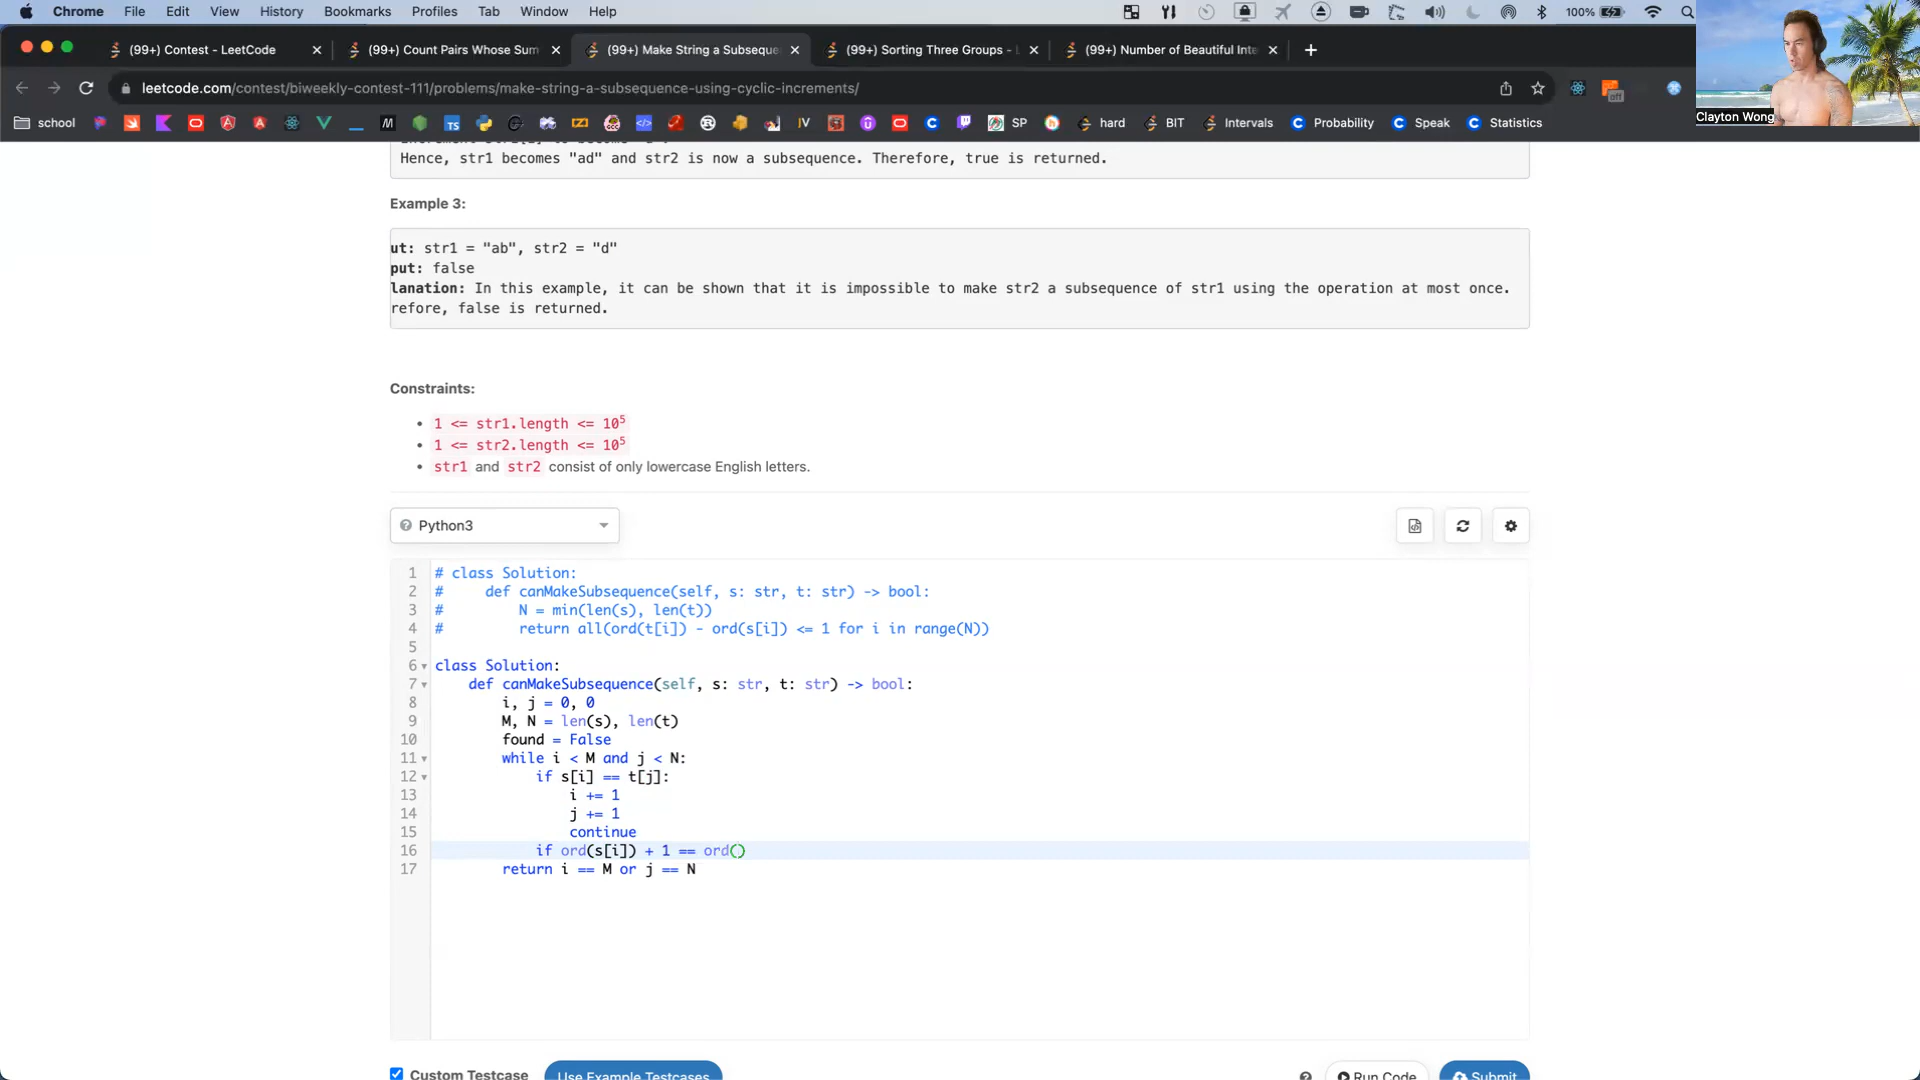 Chrome File Edit View History Bookmarks Profiles Tab Window Help 100%
(99+) Contest - LeetCode (99+) Count Pairs Whose Sum (99+) Make String a Subseque (99+) Sorting Three Groups - L (99+) Number of Beautiful Inte
leetcode.com/contest/biweekly-contest-111/problems/make-string-a-subsequence-using-cyclic-increments/
off
school TS JV SP hard BIT Intervals Probability Speak Statistics
Clayton Wong
Hence, str1 becomes "ad" and str2 is now a subsequence. Therefore, true is returned.
Example 3:
ut: str1 = "ab", str2 = "d"
put: false
lanation: In this example, it can be shown that it is impossible to make str2 a subsequence of str1 using the operation at most once.
refore, false is returned.
Constraints:
• 1 <= str1.length <= 10⁵
• 1 <= str2.length <= 10⁵
• str1 and str2 consist of only lowercase English letters.
Python3
1 # class Solution:
2 #     def canMakeSubsequence(self, s: str, t: str) -> bool:
3 #         N = min(len(s), len(t))
4 #         return all(ord(t[i]) - ord(s[i]) <= 1 for i in range(N))
5
6 class Solution:
7     def canMakeSubsequence(self, s: str, t: str) -> bool:
8         i, j = 0, 0
9         M, N = len(s), len(t)
10         found = False
11         while i < M and j < N:
12             if s[i] == t[j]:
13                 i += 1
14                 j += 1
15                 continue
16             if ord(s[i]) + 1 == ord()
17         return i == M or j == N
Custom Testcase Use Example Testcases Run Code Submit